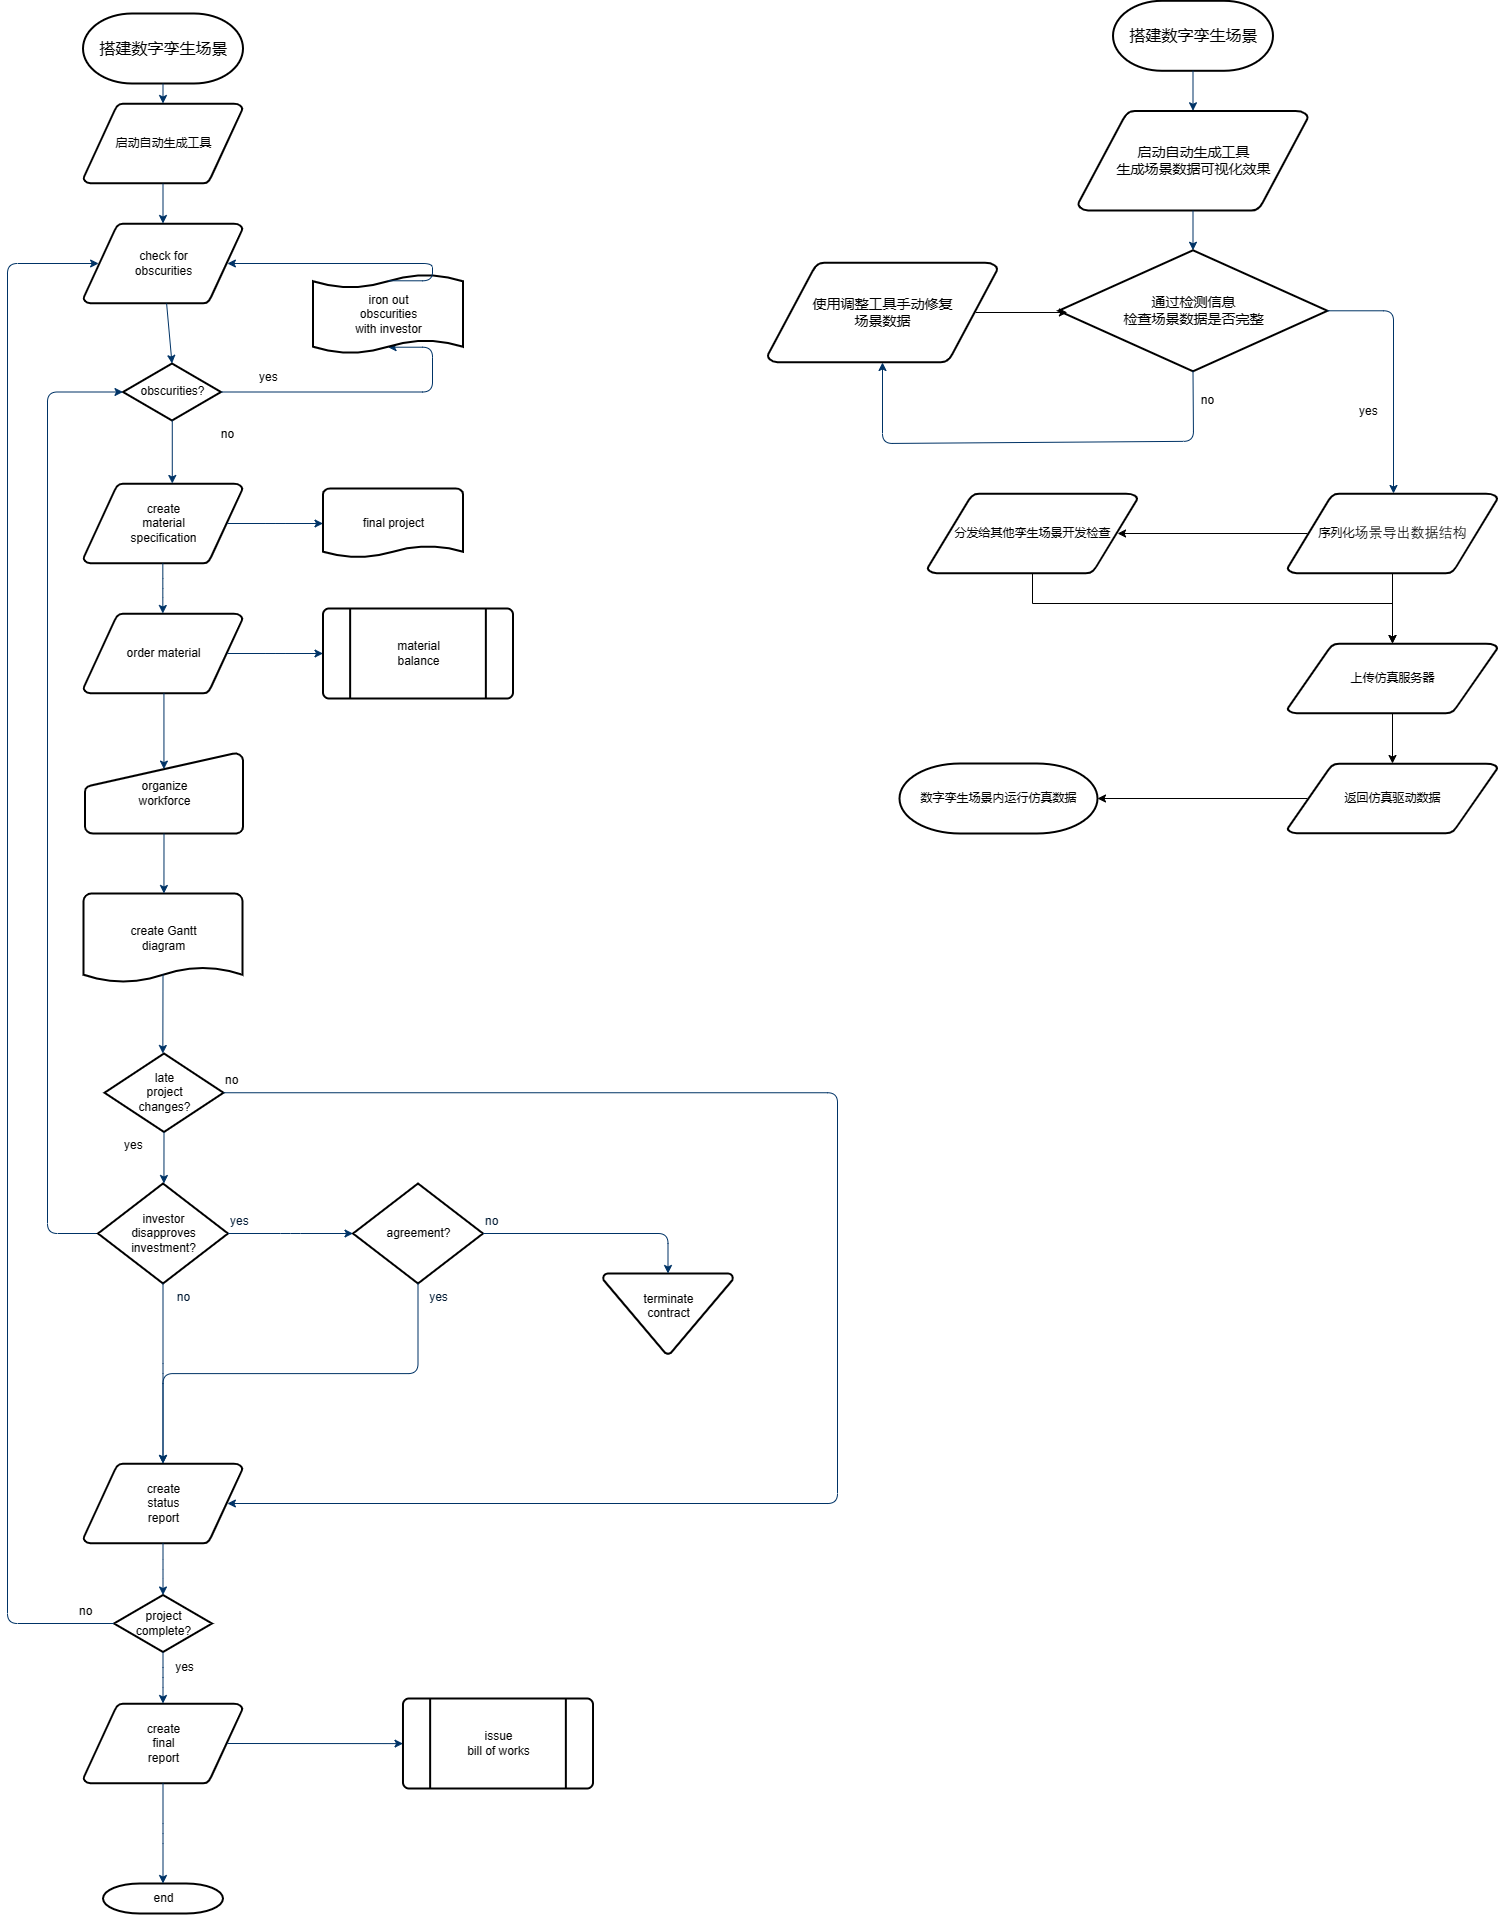 搭建数字孪生场景
启动自动生成工具
check for
obscurities
iron out
obscurities
with investor
obscurities?
yes
no
create
material
specification
final project
order material
material
balance
organize
workforce
create Gantt
diagram
late
project
changes?
no
yes
investor
disapproves
investment?
yes
no
agreement?
no
yes
terminate
contract
create
status
report
project
complete?
no
yes
create
final
report
issue
bill of works
end
搭建数字孪生场景
启动自动生成工具
生成场景数据可视化效果
使用调整工具手动修复
场景数据
通过检测信息
检查场景数据是否完整
no
yes
分发给其他孪生场景开发检查
序列化场景导出数据结构
上传仿真服务器
数字孪生场景内运行仿真数据
返回仿真驱动数据